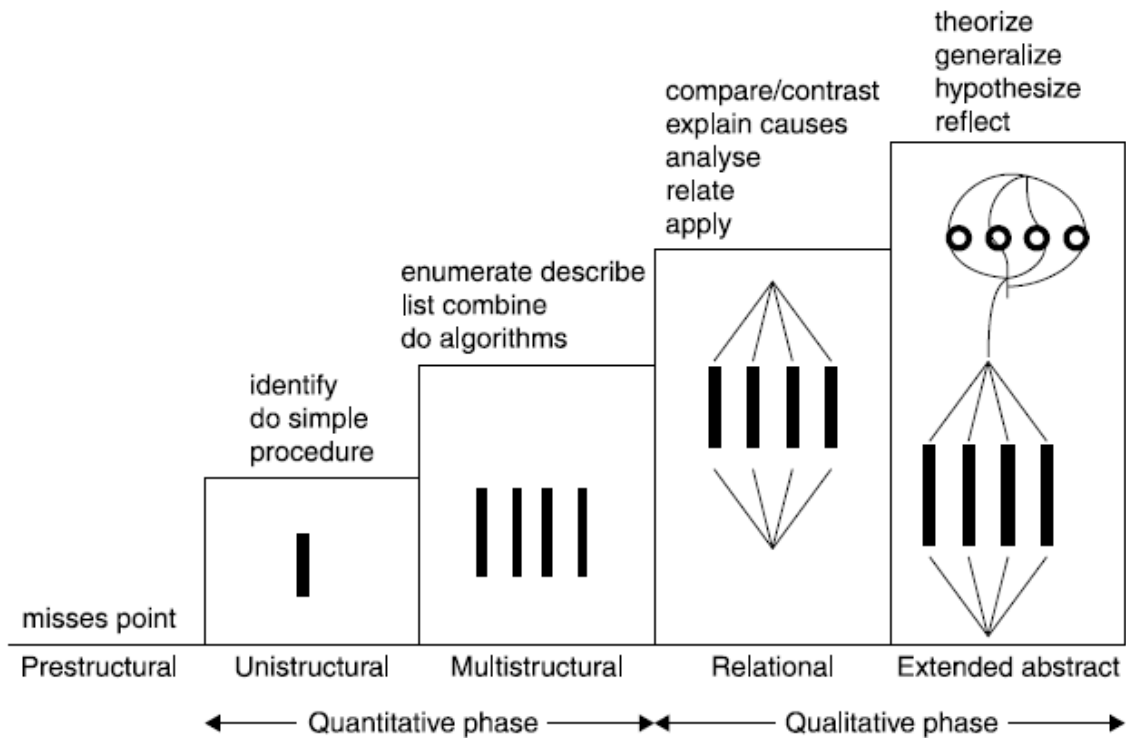 theorize
generalize
hypothesize
reflect
compare/contrast
explain causes
analyse
relate
apply
enumerate describe
list combine
do algorithms
identify
do simple
procedure
misses point
Prestructural
Unistructural
Multistructural
Relational
Extended abstract
Quantitative phase
Qualitative phase